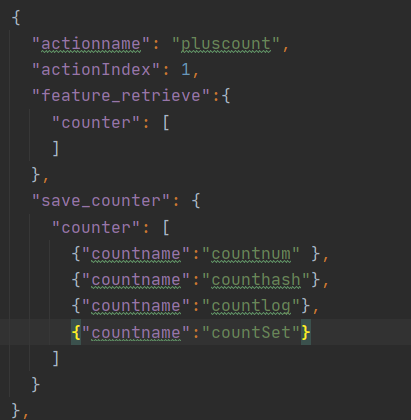 {
"actionname": "pluscount",
"actionIndex": 1,
"feature_retrieve":{
"counter": [
]
},
"save_counter": {
"counter": [
{"countname":"countnum" },
{"countname":"counthash"},
{"countname":"countlog"},
{"countname":"countSet"}
]
}
},